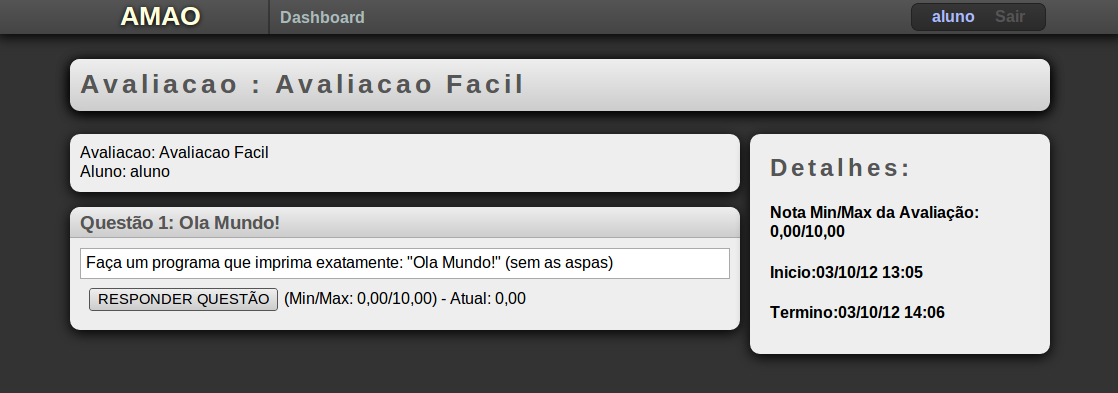 AMAO
Dashboard
aluno Sair
Avaliacao : Avaliacao Facil
Avaliacao: Avaliacao Facil
Aluno: aluno
Questão 1: Ola Mundo!
Faça um programa que imprima exatamente: "Ola Mundo!" (sem as aspas)
RESPONDER QUESTÃO (Min/Max: 0,00/10,00) - Atual: 0,00
Detalhes:
Nota Min/Max da Avaliação:
0,00/10,00
Inicio:03/10/12 13:05
Termino:03/10/12 14:06